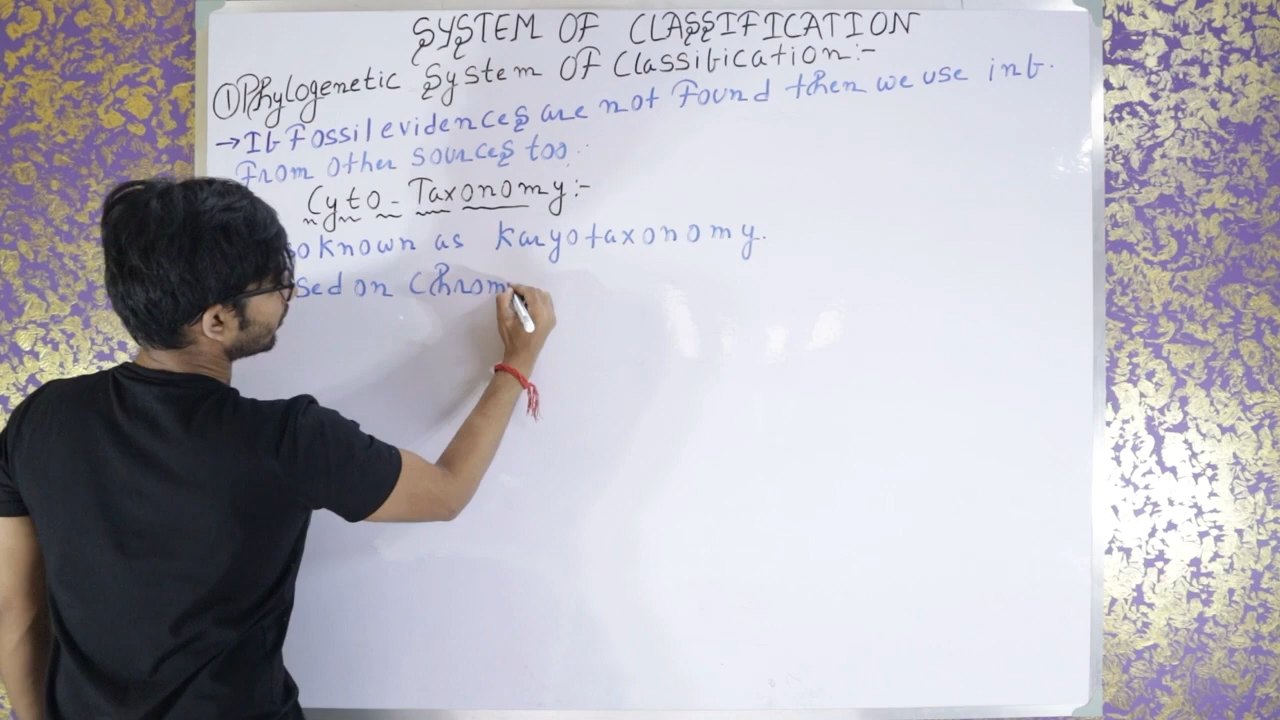 SYSTEM OF CLASSIFICATION
① Phylogenetic System OF Classification:-
→ If Fossil evidences are not Found then we use inf.
From other sources too.
Cyto - Taxonomy:-
so known as karyotaxonomy.
sed on Chrom